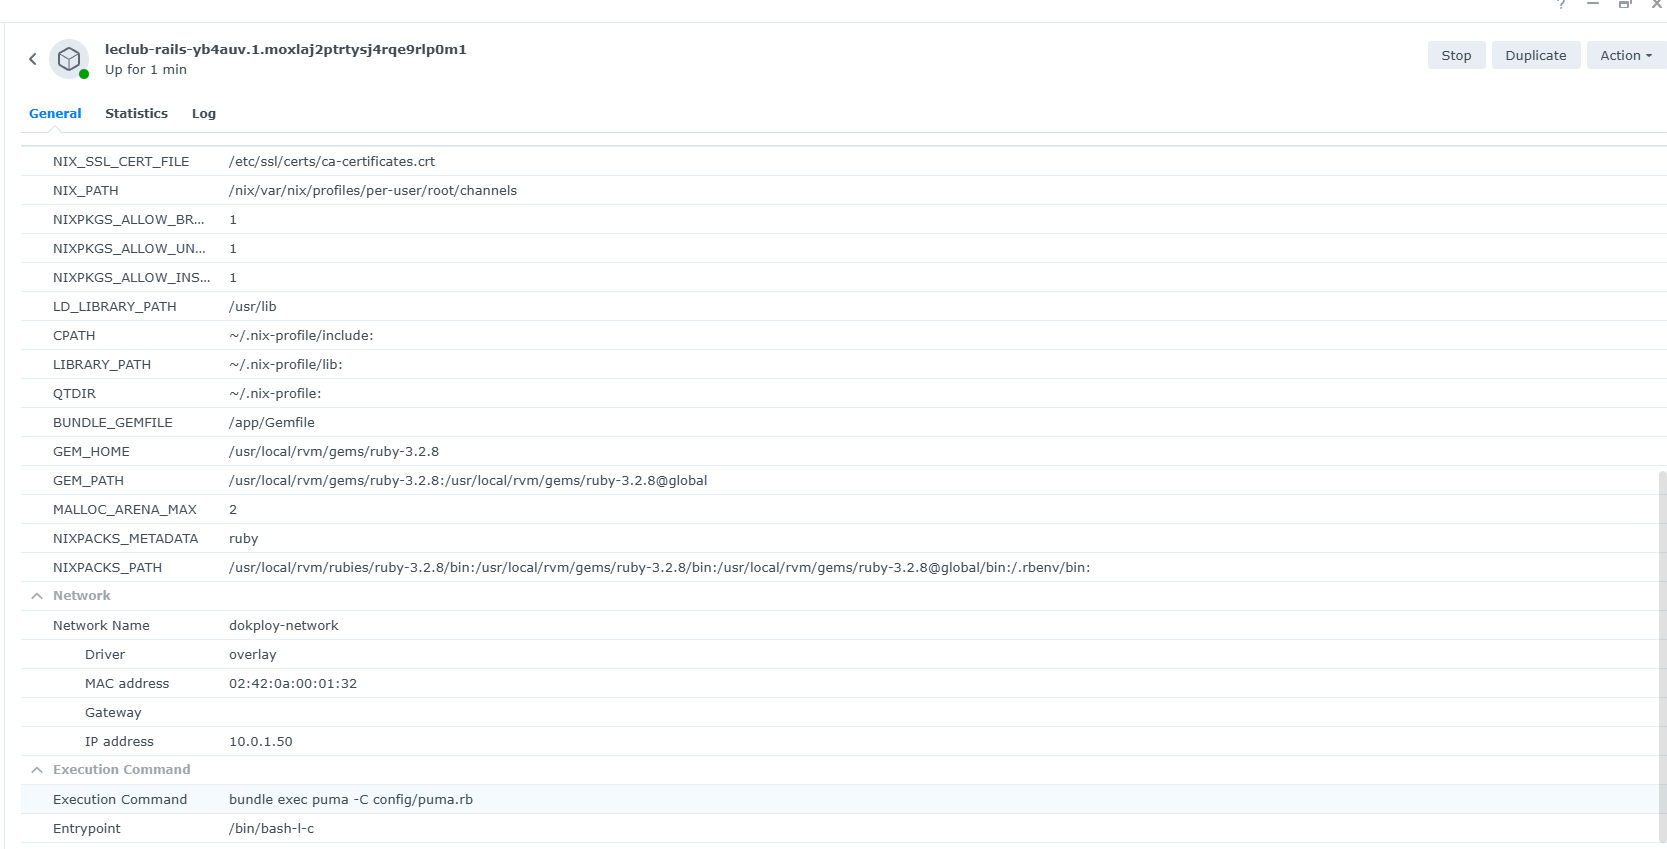 leclub-rails-yb4auv.1.moxlaj2ptrtysj4rqe9rlp0m1
Up for 1 min
Stop Duplicate Action
General Statistics Log
NIX_SSL_CERT_FILE /etc/ssl/certs/ca-certificates.crt
NIX_PATH /nix/var/nix/profiles/per-user/root/channels
NIXPKGS_ALLOW_BR... 1
NIXPKGS_ALLOW_UN... 1
NIXPKGS_ALLOW_INS... 1
LD_LIBRARY_PATH /usr/lib
CPATH ~/.nix-profile/include:
LIBRARY_PATH ~/.nix-profile/lib:
QTDIR ~/.nix-profile:
BUNDLE_GEMFILE /app/Gemfile
GEM_HOME /usr/local/rvm/gems/ruby-3.2.8
GEM_PATH /usr/local/rvm/gems/ruby-3.2.8:/usr/local/rvm/gems/ruby-3.2.8@global
MALLOC_ARENA_MAX 2
NIXPACKS_METADATA ruby
NIXPACKS_PATH /usr/local/rvm/rubies/ruby-3.2.8/bin:/usr/local/rvm/gems/ruby-3.2.8/bin:/usr/local/rvm/gems/ruby-3.2.8@global/bin:/.rbenv/bin:
Network
Network Name dokploy-network
Driver overlay
MAC address 02:42:0a:00:01:32
Gateway
IP address 10.0.1.50
Execution Command
Execution Command bundle exec puma -C config/puma.rb
Entrypoint /bin/bash-l-c